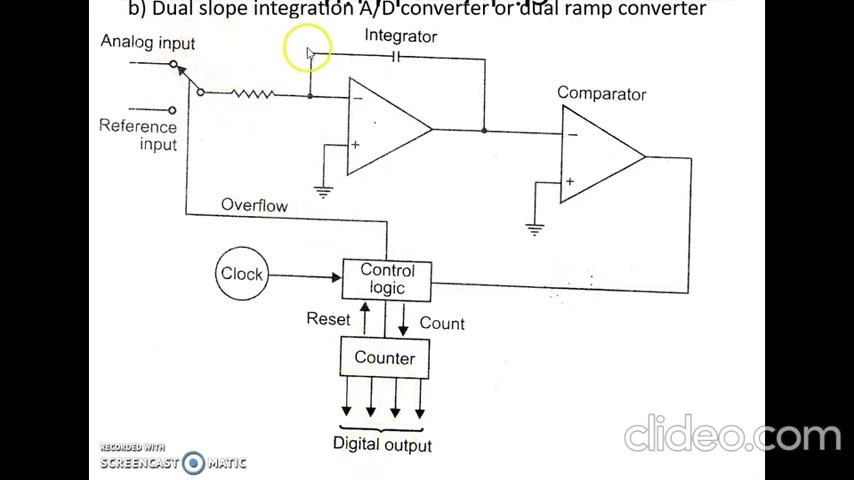 b) Dual slope integration A/D converter or dual ramp converter
Analog input
Integrator
Comparator
Reference
input
Overflow
Clock
Control
logic
Reset
Count
Counter
Digital output
RECORDED WITH
SCREENCAST MATIC
clideo.com